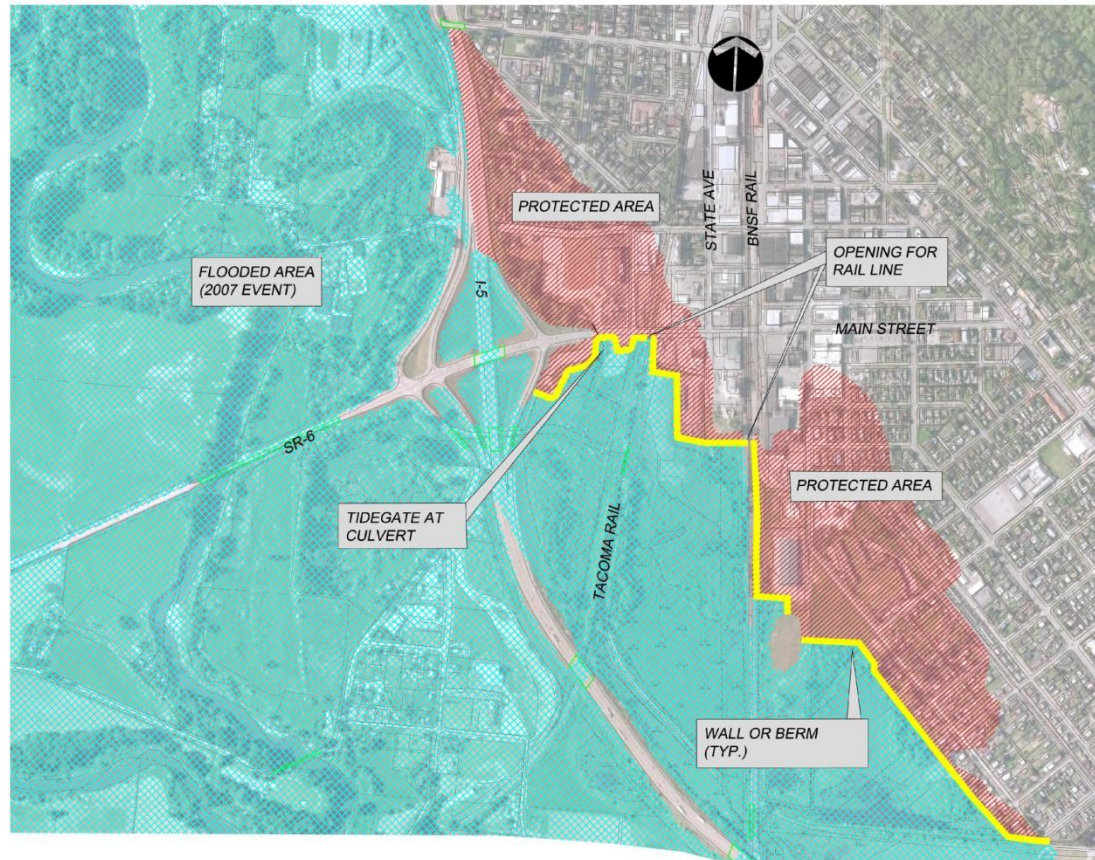 PROTECTED AREA
STATE AVE
BNSF RAIL
FLOODED AREA
(2007 EVENT)
OPENING FOR
RAIL LINE
I-5
MAIN STREET
SR-6
PROTECTED AREA
TIDEGATE AT
CULVERT
TACOMA RAIL
WALL OR BERM
(TYP.)